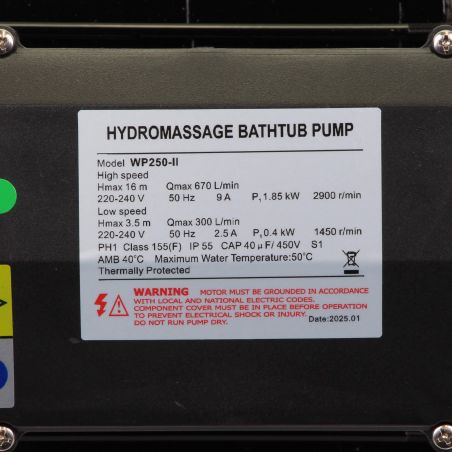 HYDROMASSAGE BATHTUB PUMP
Model WP250-II
High speed
Hmax 16 m Qmax 670 L/min
220-240 V 50 Hz 9 A P₁ 1.85 kW 2900 r/min
Low speed
Hmax 3.5 m Qmax 300 L/min
220-240 V 50 Hz 2.5 A P₁ 0.4 kW 1450 r/min
PH1 Class 155(F) IP 55 CAP 40 μF/ 450V S1
AMB 40°C Maximum Water Temperature:50°C
Thermally Protected
WARNING MOTOR MUST BE GROUNDED IN ACCORDANCE
WITH LOCAL AND NATIONAL ELECTRIC CODES.
COMPONENT COVER MUST BE IN PLACE BEFORE OPERATION
TO PREVENT ELECTRICAL SHOCK OR INJURY.
DO NOT RUN PUMP DRY.
Date:2025.01